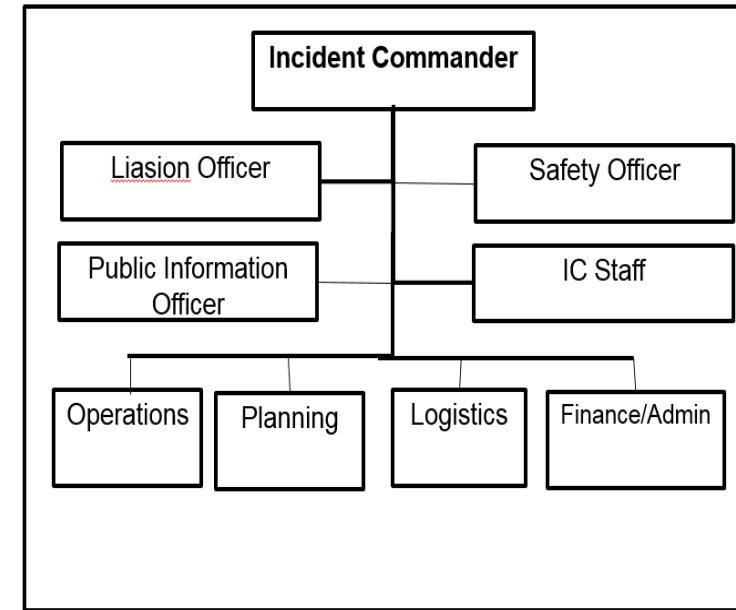 Incident Commander
Liasion Officer
Safety Officer
Public Information
Officer
IC Staff
Operations
Planning
Logistics
Finance/Admin